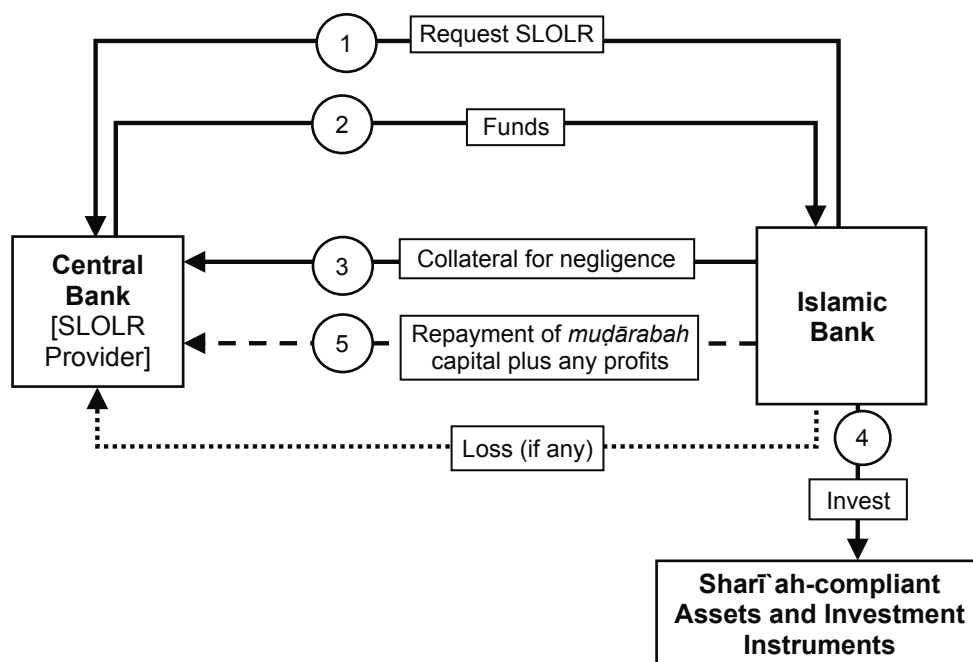 1
Request SLOLR
2
Funds
Central
Bank
[SLOLR
Provider]
3
Collateral for negligence
Islamic
Bank
5
Repayment of muḍārabah
capital plus any profits
Loss (if any)
4
Invest
Sharī`ah-compliant
Assets and Investment
Instruments